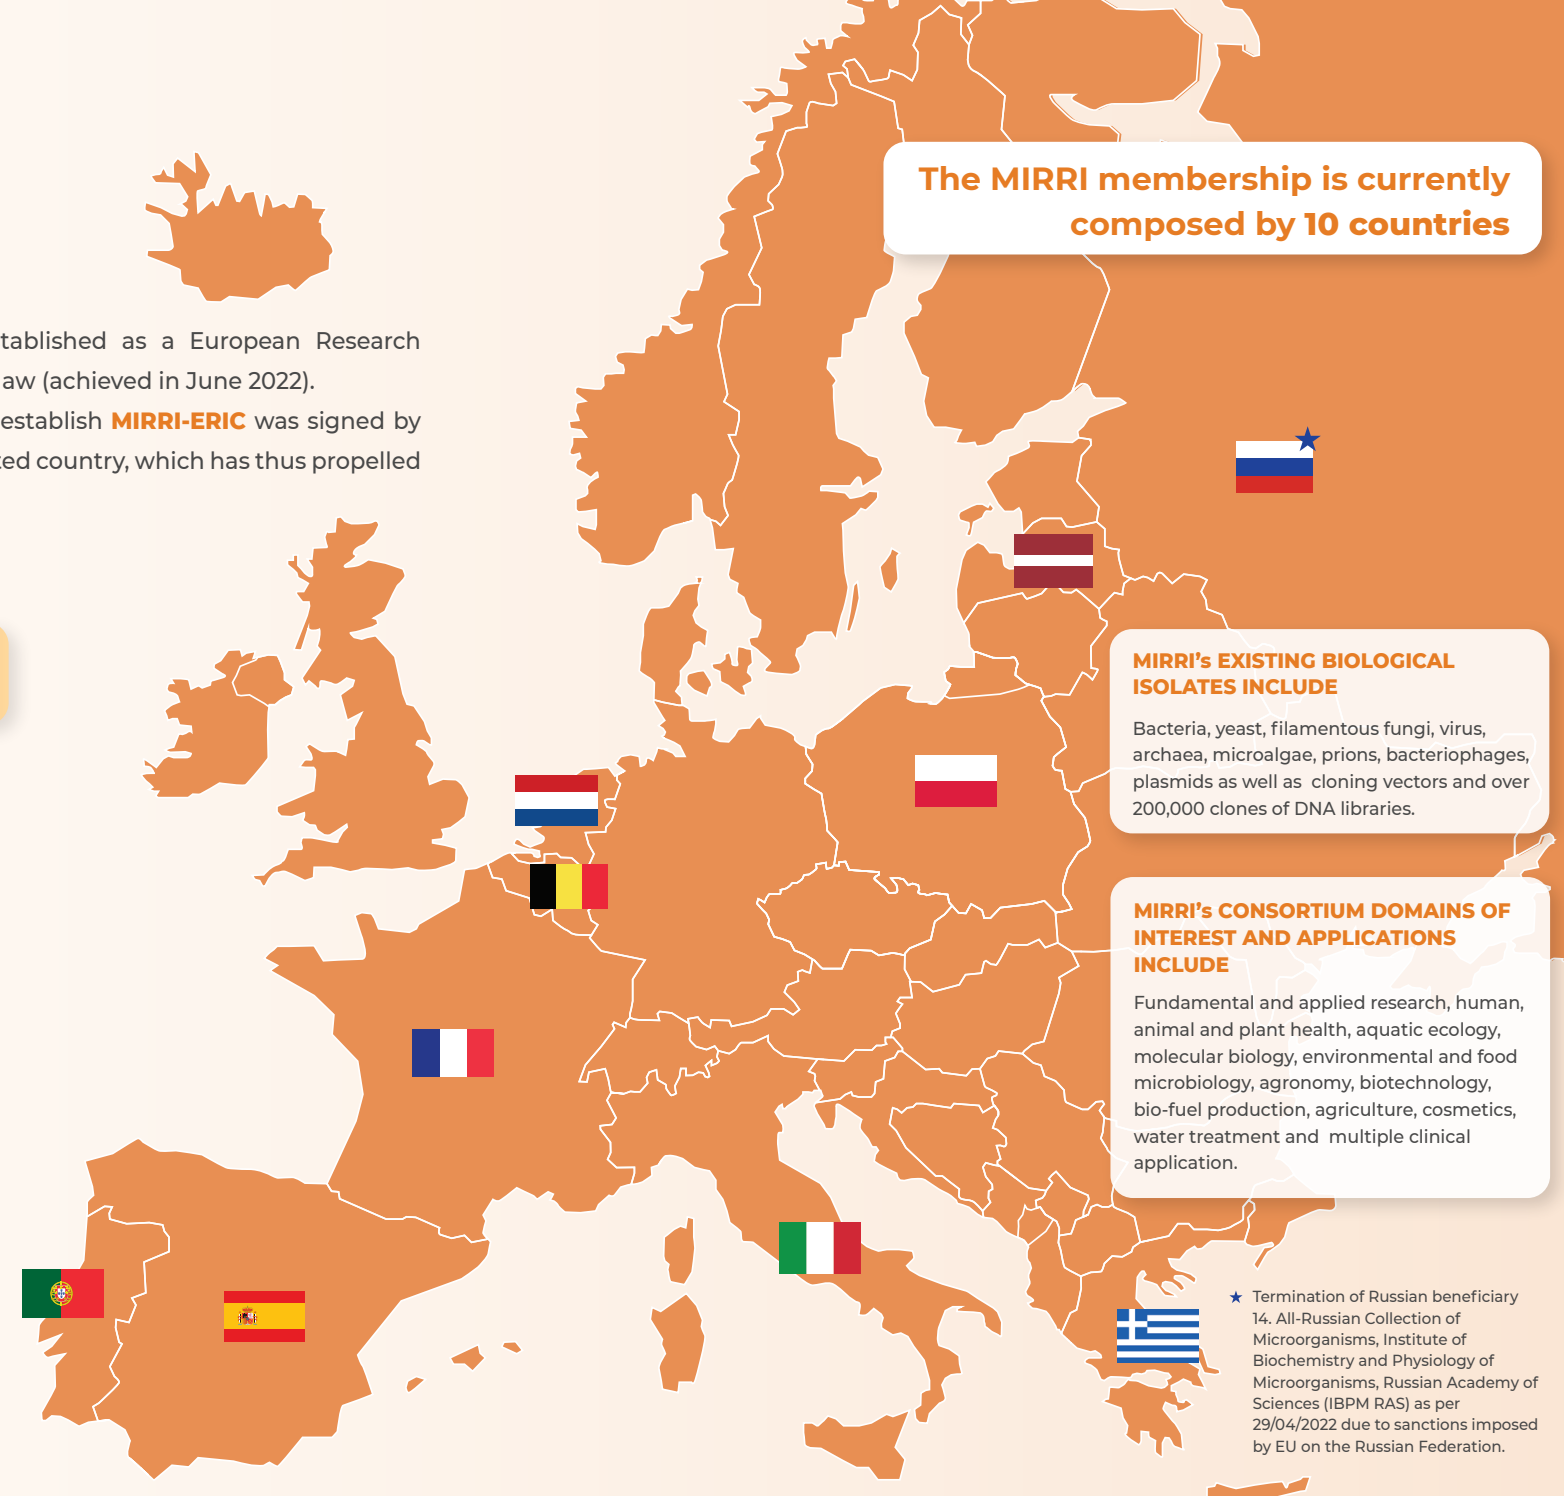 The MIRRI membership is currently
composed by 10 countries
tablished as a European Research
aw (achieved in June 2022).
establish MIRRI-ERIC was signed by
ted country, which has thus propelled
MIRRI’s EXISTING BIOLOGICAL
ISOLATES INCLUDE
Bacteria, yeast, filamentous fungi, virus,
archaea, microalgae, prions, bacteriophages,
plasmids as well as cloning vectors and over
200,000 clones of DNA libraries.
MIRRI’s CONSORTIUM DOMAINS OF
INTEREST AND APPLICATIONS
INCLUDE
Fundamental and applied research, human,
animal and plant health, aquatic ecology,
molecular biology, environmental and food
microbiology, agronomy, biotechnology,
bio-fuel production, agriculture, cosmetics,
water treatment and multiple clinical
application.
★ Termination of Russian beneficiary
14. All-Russian Collection of
Microorganisms, Institute of
Biochemistry and Physiology of
Microorganisms, Russian Academy of
Sciences (IBPM RAS) as per
29/04/2022 due to sanctions imposed
by EU on the Russian Federation.